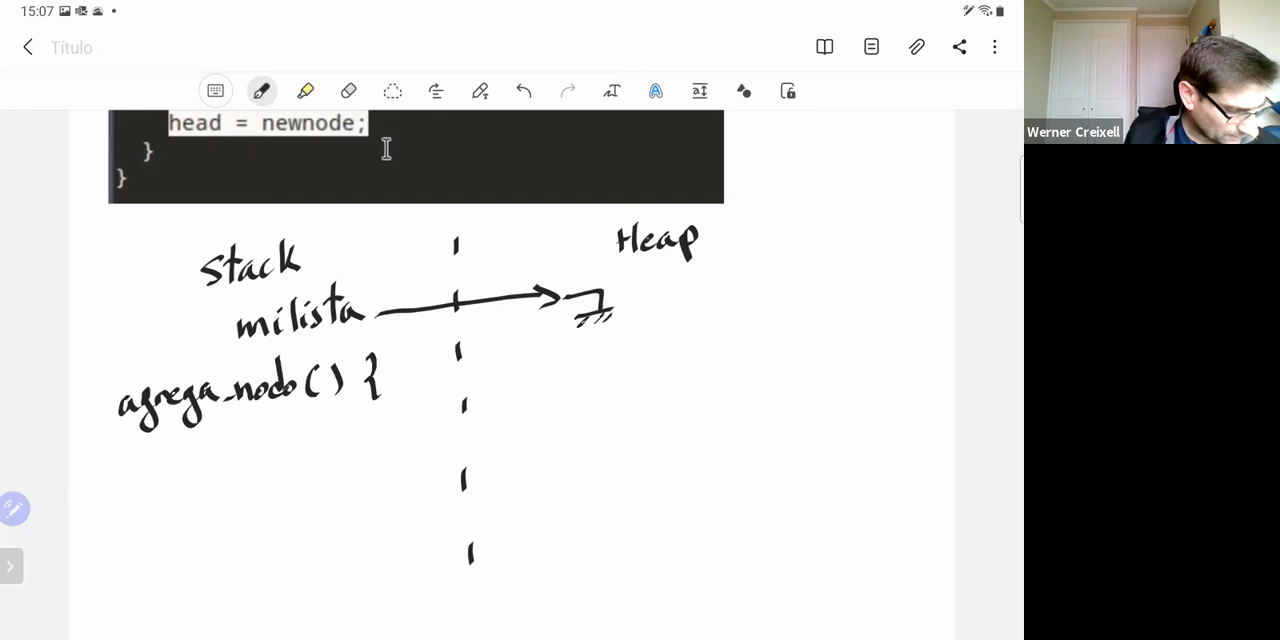 15:07
Título
head = newnode;
}
}
Stack
Heap
milista
agrega_nodo() {
Werner Creixell